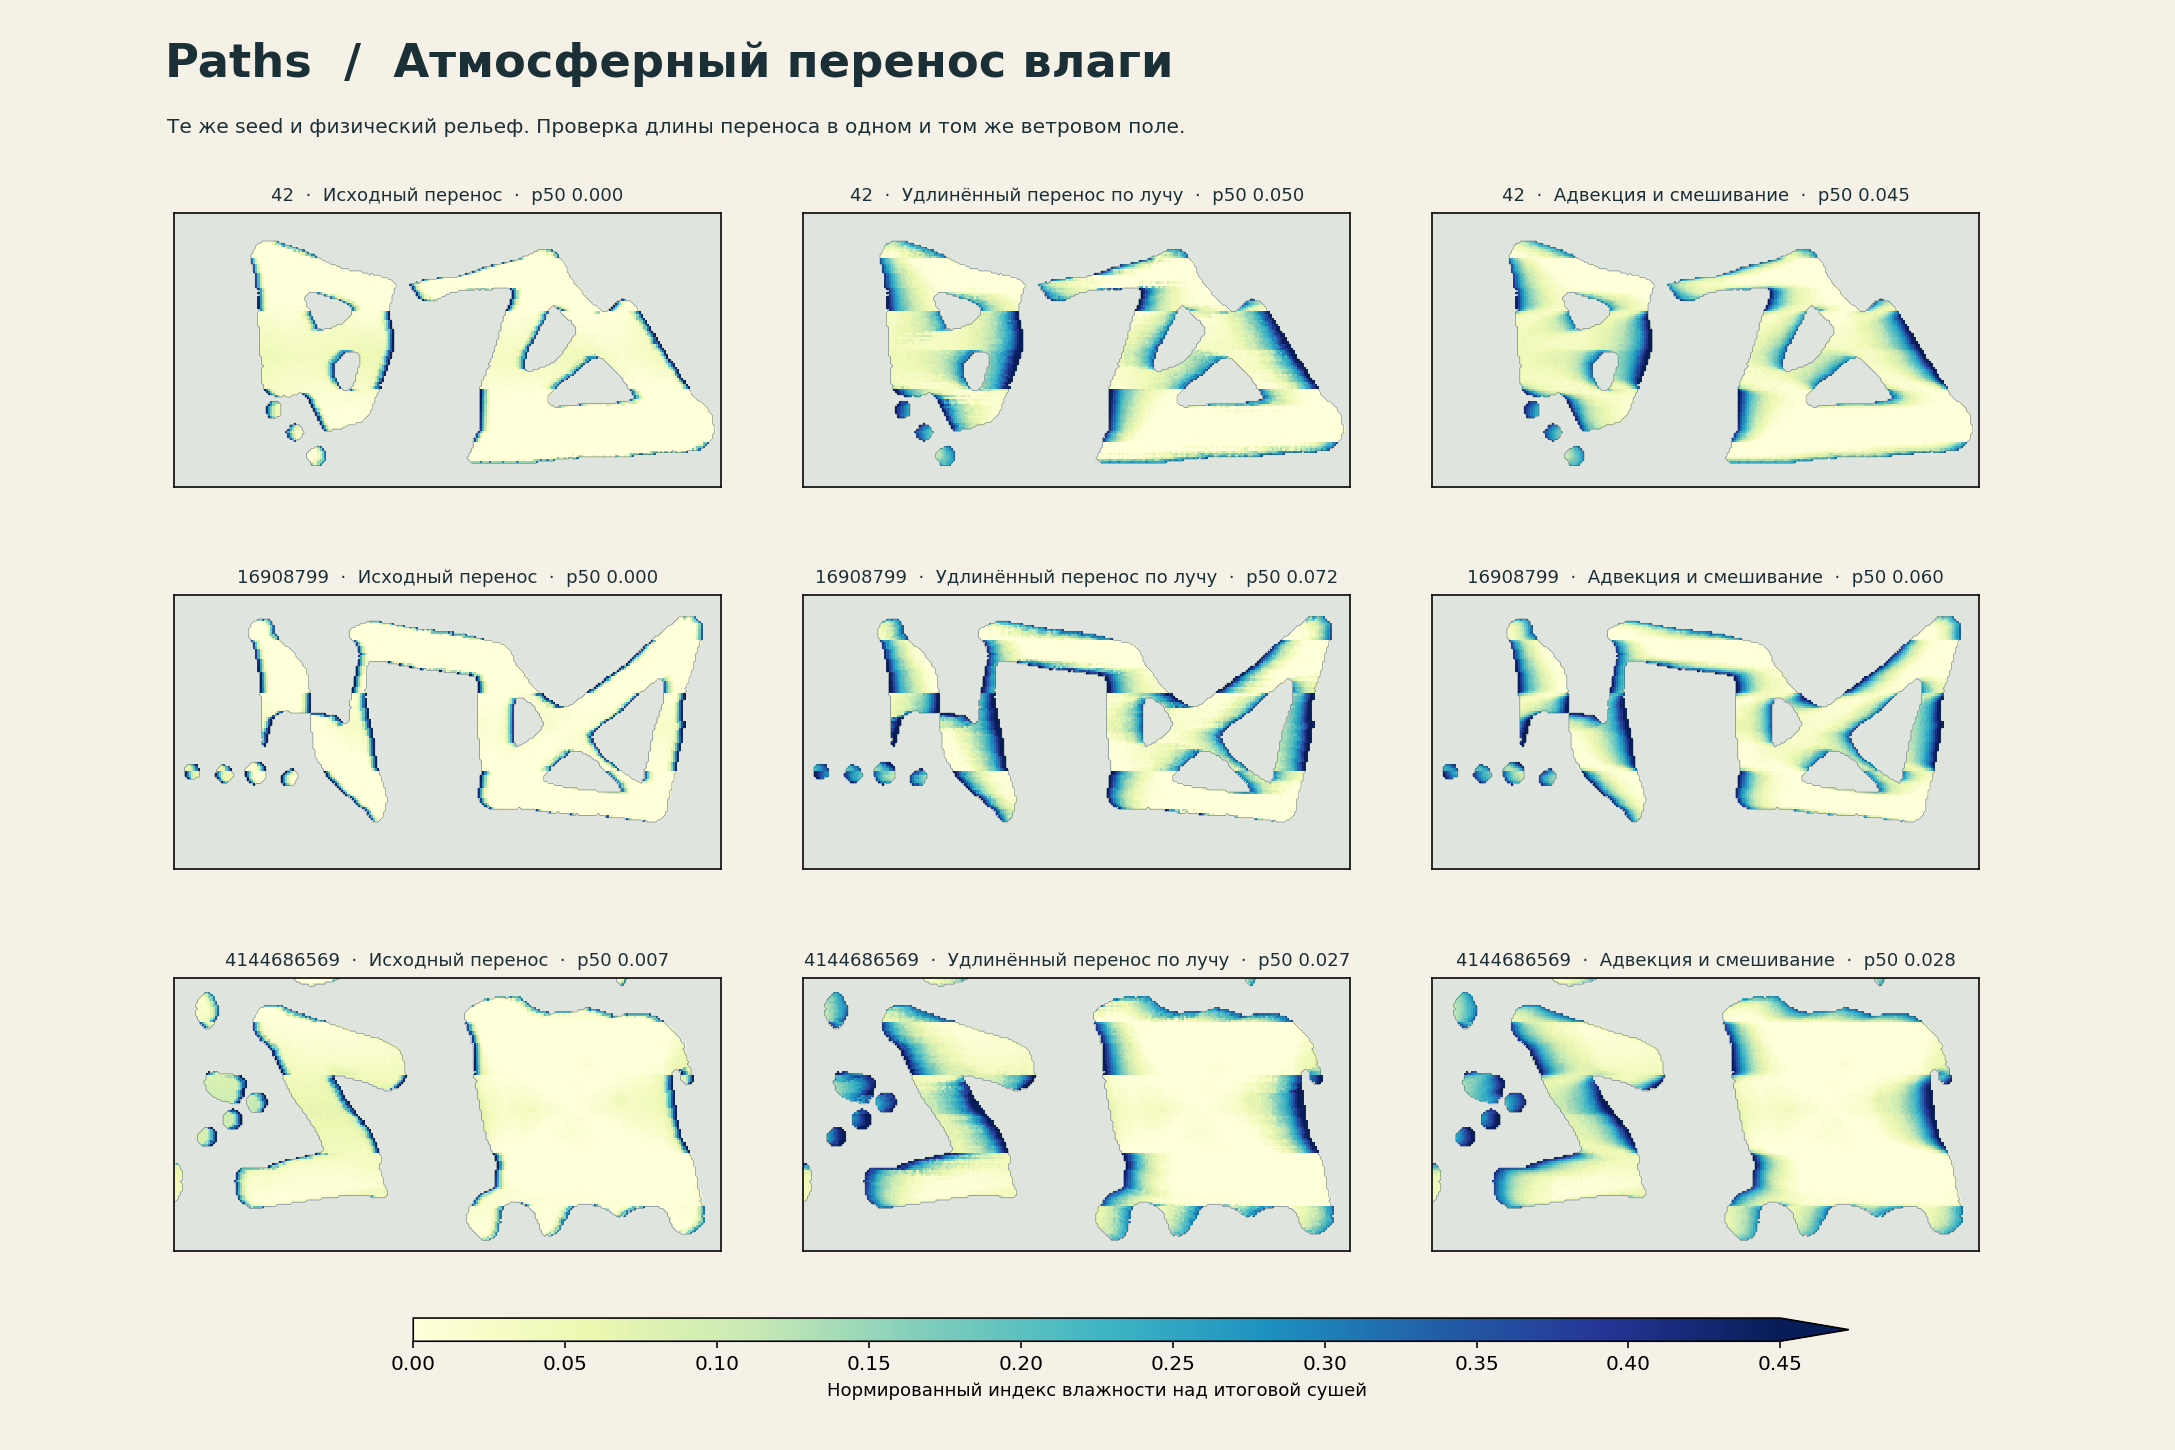 Paths / Атмосферный перенос влаги
Те же seed и физический рельеф. Проверка длины переноса в одном и том же ветровом поле.
42 · Исходный перенос · p50 0.000
42 · Удлинённый перенос по лучу · p50 0.050
42 · Адвекция и смешивание · p50 0.045
16908799 · Исходный перенос · p50 0.000
16908799 · Удлинённый перенос по лучу · p50 0.072
16908799 · Адвекция и смешивание · p50 0.060
4144686569 · Исходный перенос · p50 0.007
4144686569 · Удлинённый перенос по лучу · p50 0.027
4144686569 · Адвекция и смешивание · p50 0.028
0.00 0.05 0.10 0.15 0.20 0.25 0.30 0.35 0.40 0.45
Нормированный индекс влажности над итоговой сушей